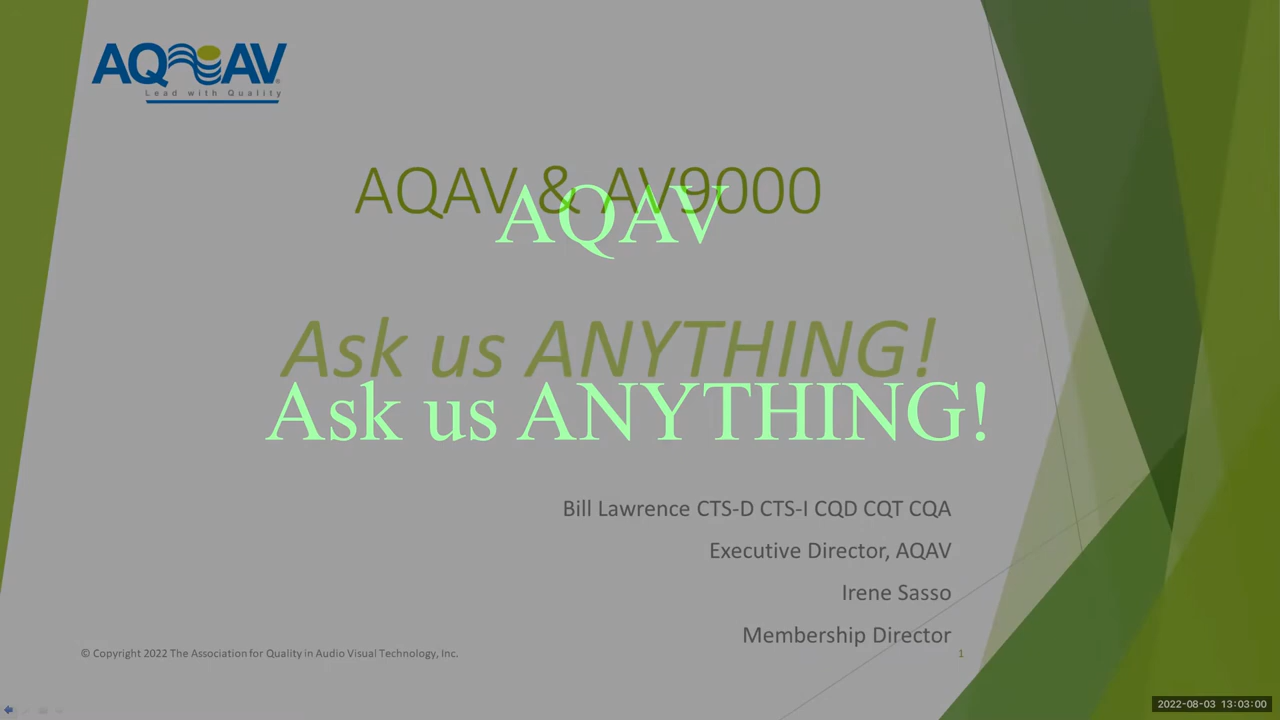 AQAV
Lead with Quality
AQAV & AV9000
AQAV
Ask us ANYTHING!
Ask us ANYTHING!
Bill Lawrence CTS-D CTS-I CQD CQT CQA
Executive Director, AQAV
Irene Sasso
Membership Director
© Copyright 2022 The Association for Quality in Audio Visual Technology, Inc.
1
2022-08-03 13:03:00